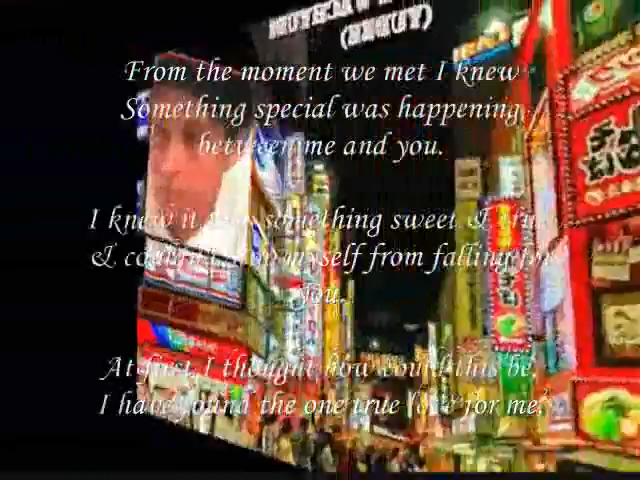 From the moment we met I knew
Something special was happening
between me and you.
I knew it was something sweet & true
& couldn't stop myself from falling for
you.
At first I thought how could this be,
I have found the one true love for me,